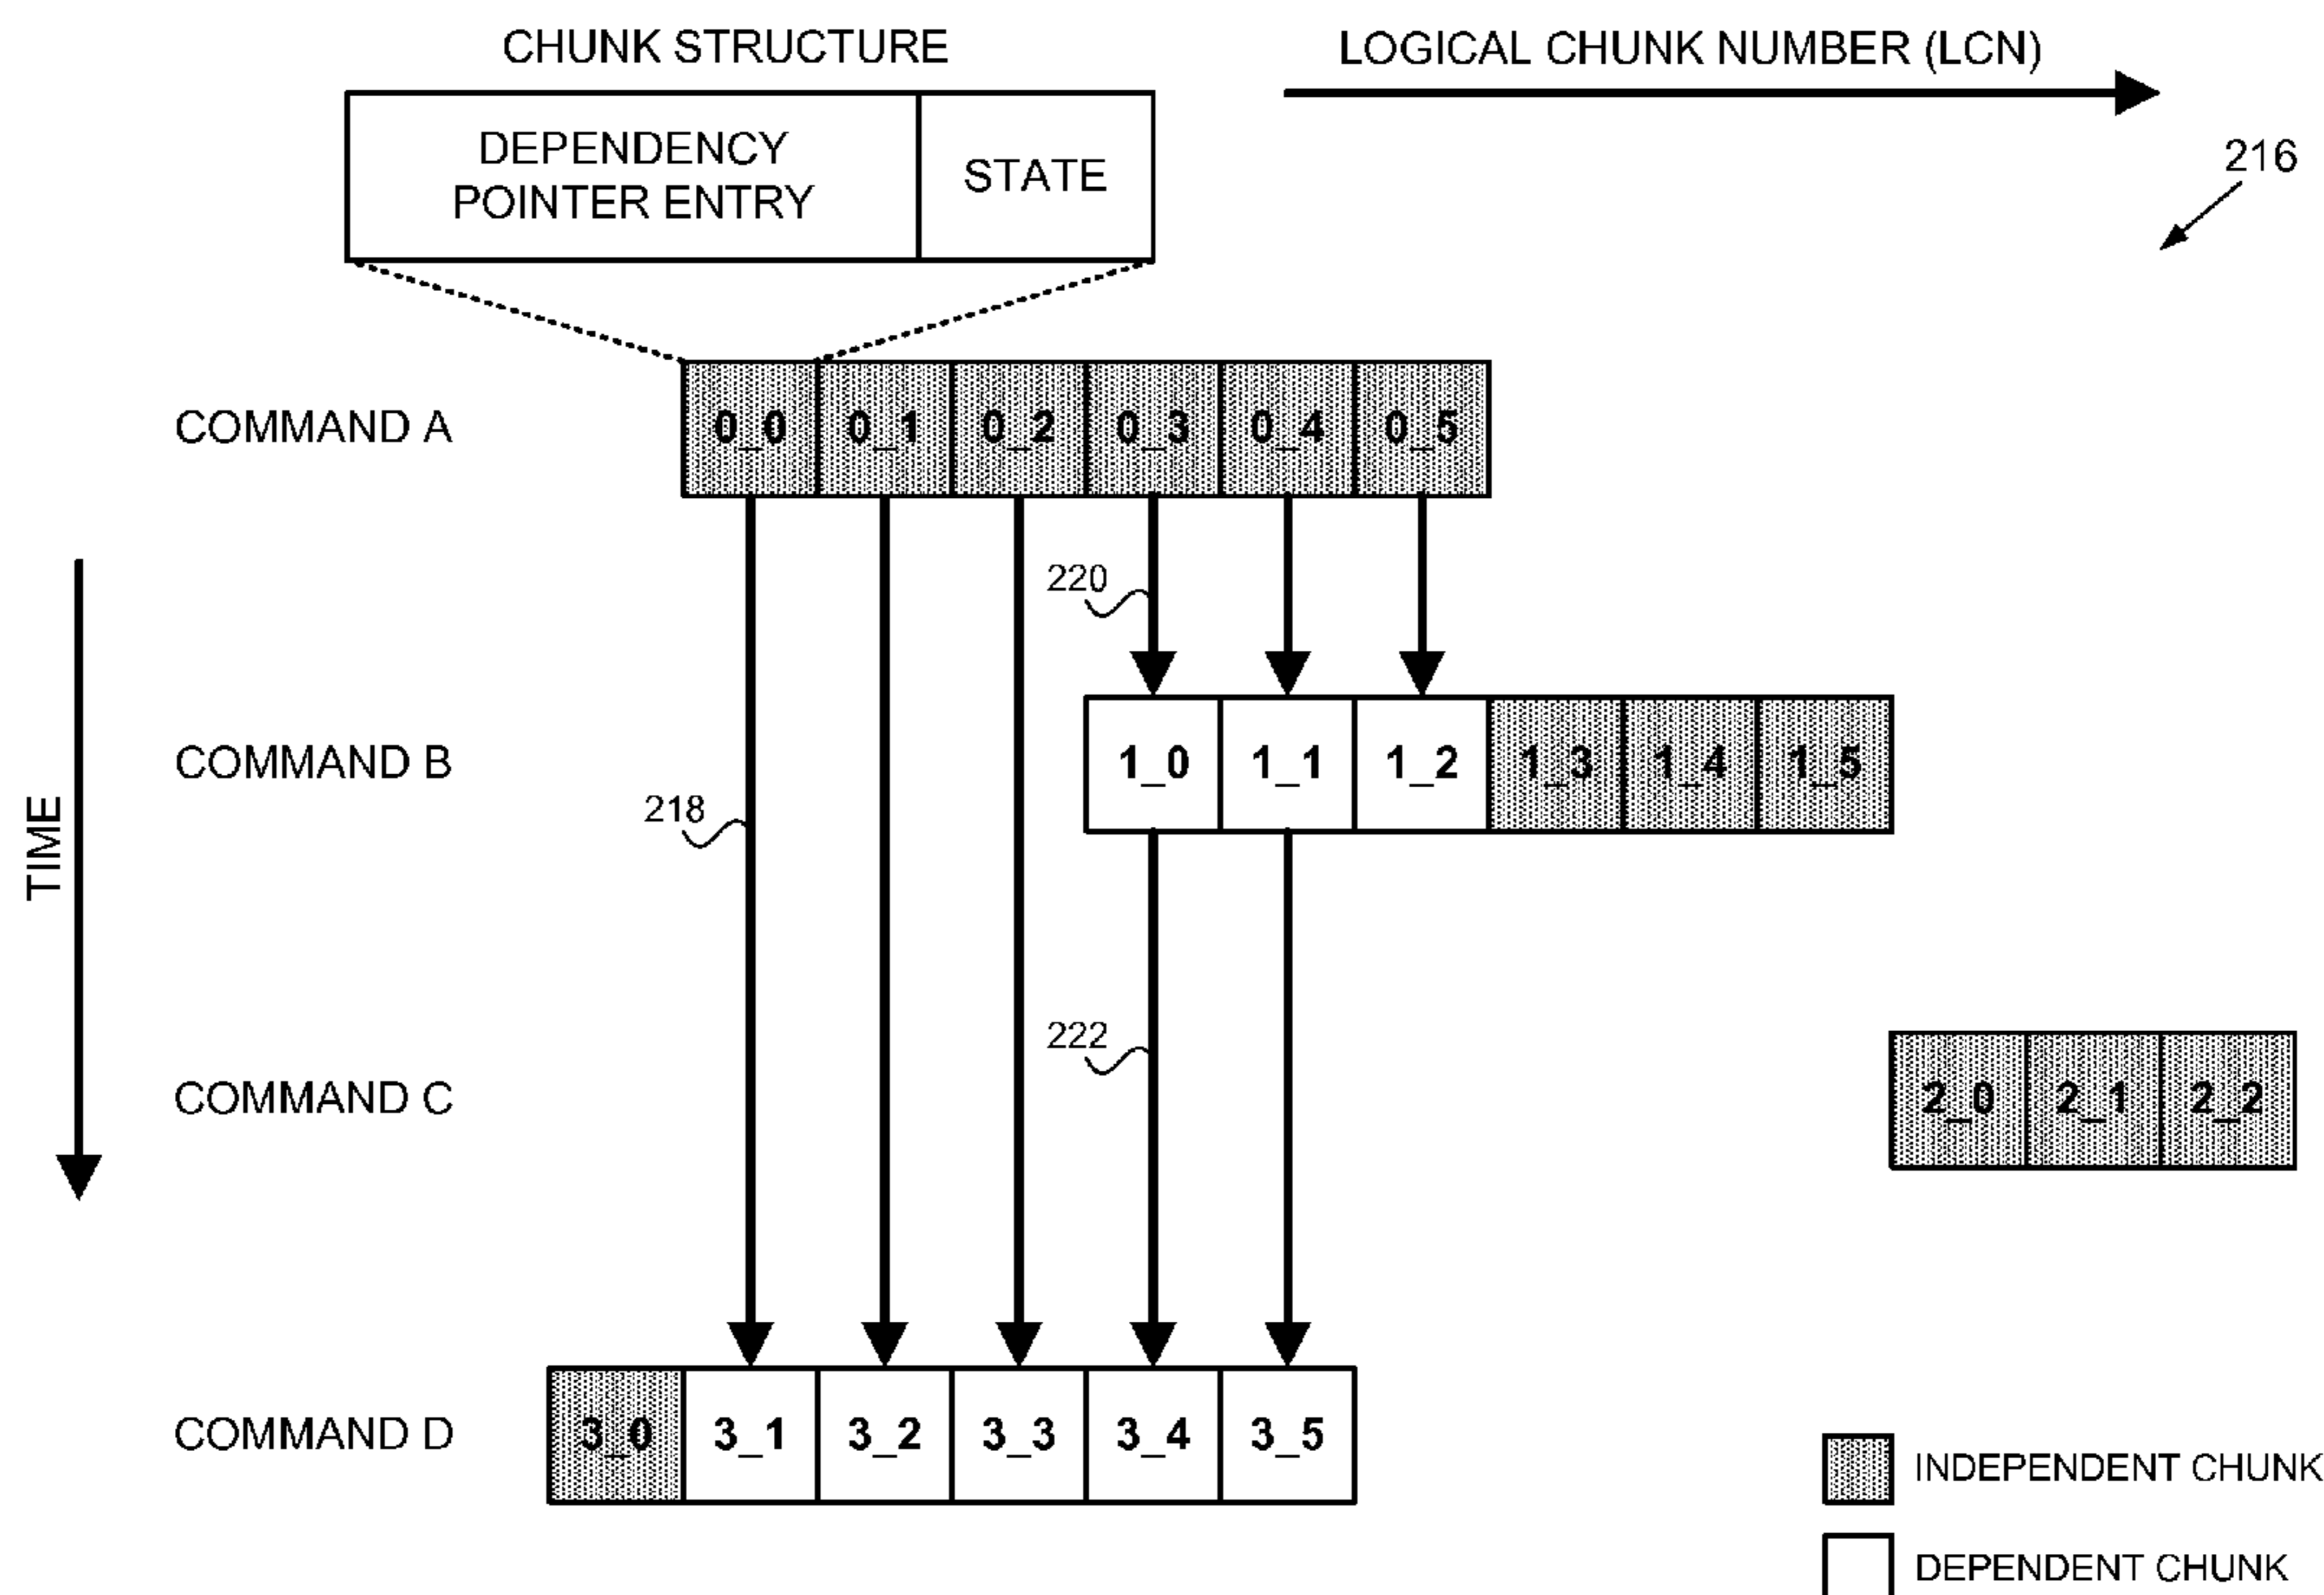 CHUNK STRUCTURE
LOGICAL CHUNK NUMBER (LCN)
DEPENDENCY
POINTER ENTRY
STATE
216
COMMAND A
0_0 0_1 0_2 0_3 0_4 0_5
220
COMMAND B
1_0 1_1 1_2 1_3 1_4 1_5
218
TIME
222
COMMAND C
2_0 2_1 2_2
COMMAND D
3_0 3_1 3_2 3_3 3_4 3_5
INDEPENDENT CHUNK
DEPENDENT CHUNK